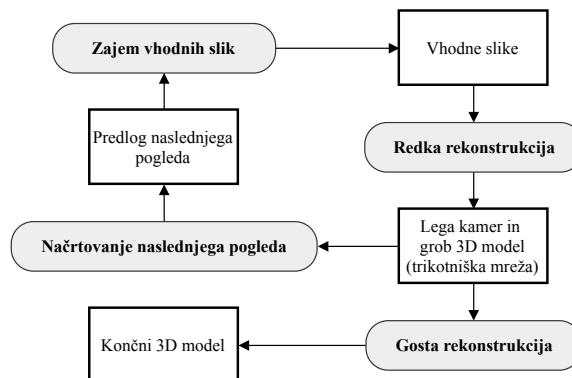 Zajem vhodnih slik
Vhodne slike
Predlog naslednjega
pogleda
Redka rekonstrukcija
Načrtovanje naslednjega pogleda
Lega kamer in
grob 3D model
(trikotniška mreža)
Končni 3D model
Gosta rekonstrukcija